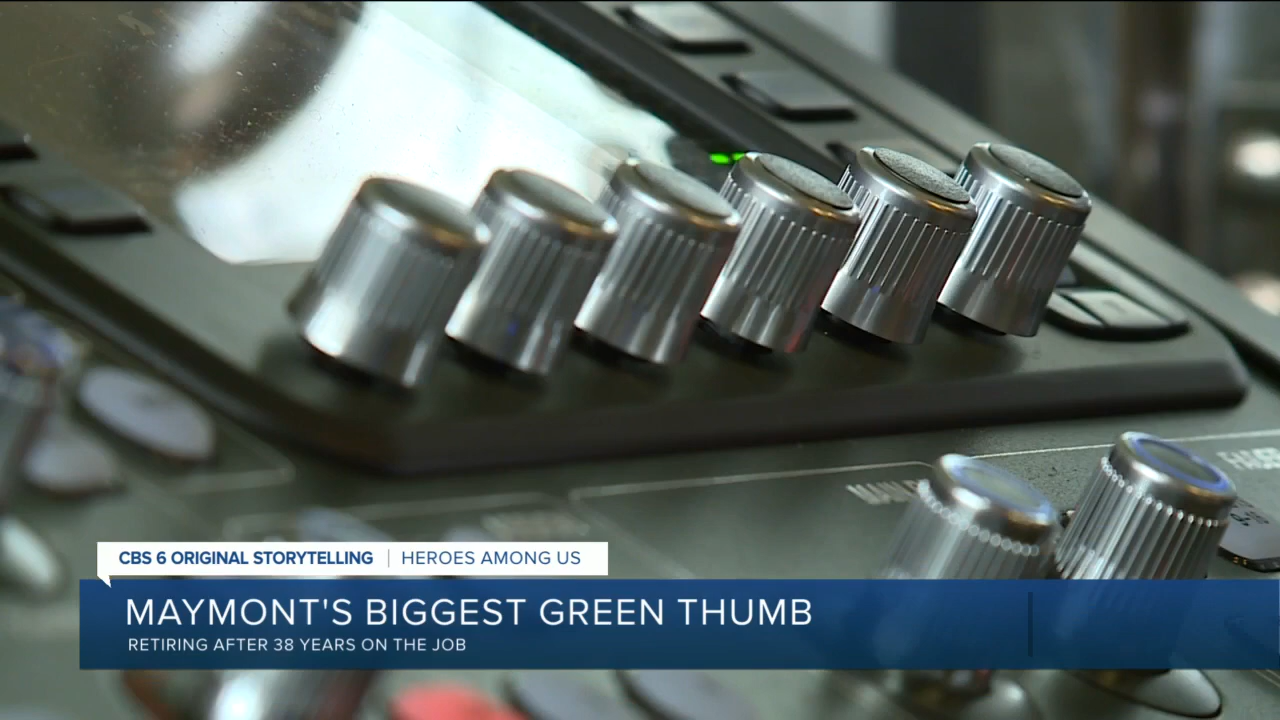 CBS 6 ORIGINAL STORYTELLING | HEROES AMONG US
MAYMONT'S BIGGEST GREEN THUMB
RETIRING AFTER 38 YEARS ON THE JOB